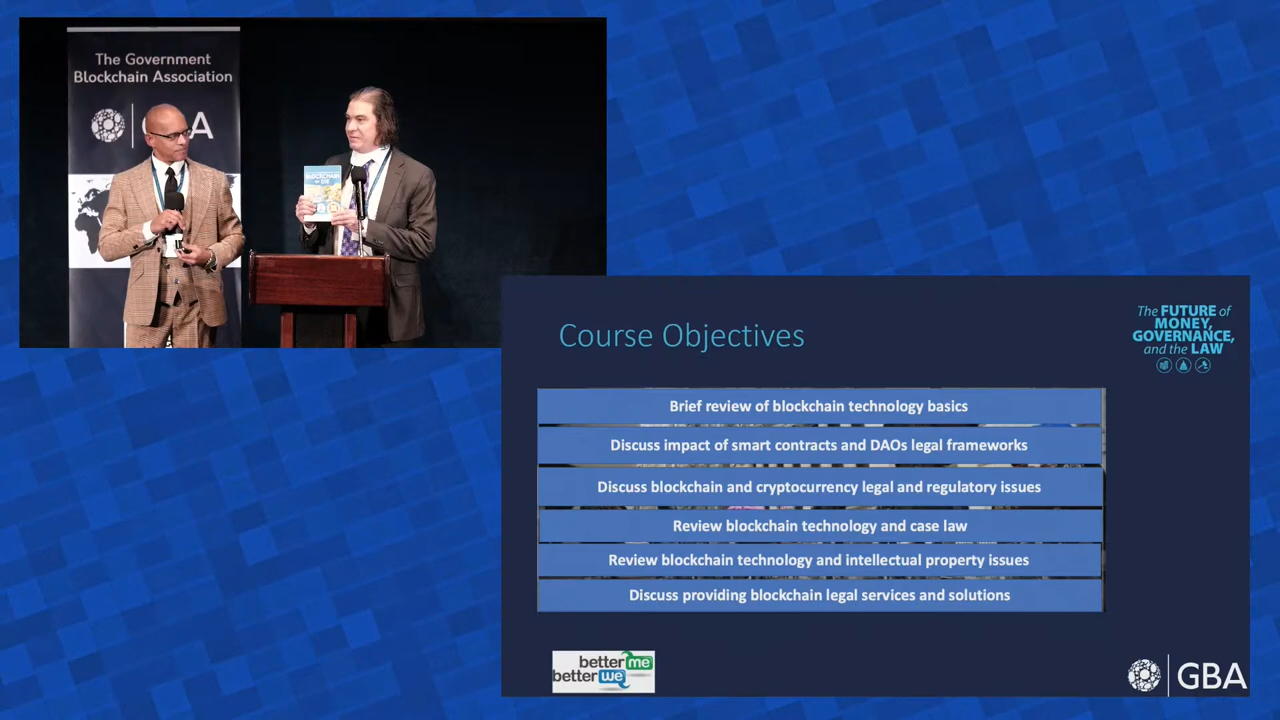 The Government
Blockchain Association
GBA
BLOCKCHAIN
or DIE
Course Objectives
The FUTURE of
MONEY,
GOVERNANCE,
and the LAW
Brief review of blockchain technology basics
Discuss impact of smart contracts and DAOs legal frameworks
Discuss blockchain and cryptocurrency legal and regulatory issues
Review blockchain technology and case law
Review blockchain technology and intellectual property issues
Discuss providing blockchain legal services and solutions
better me
better we
GBA